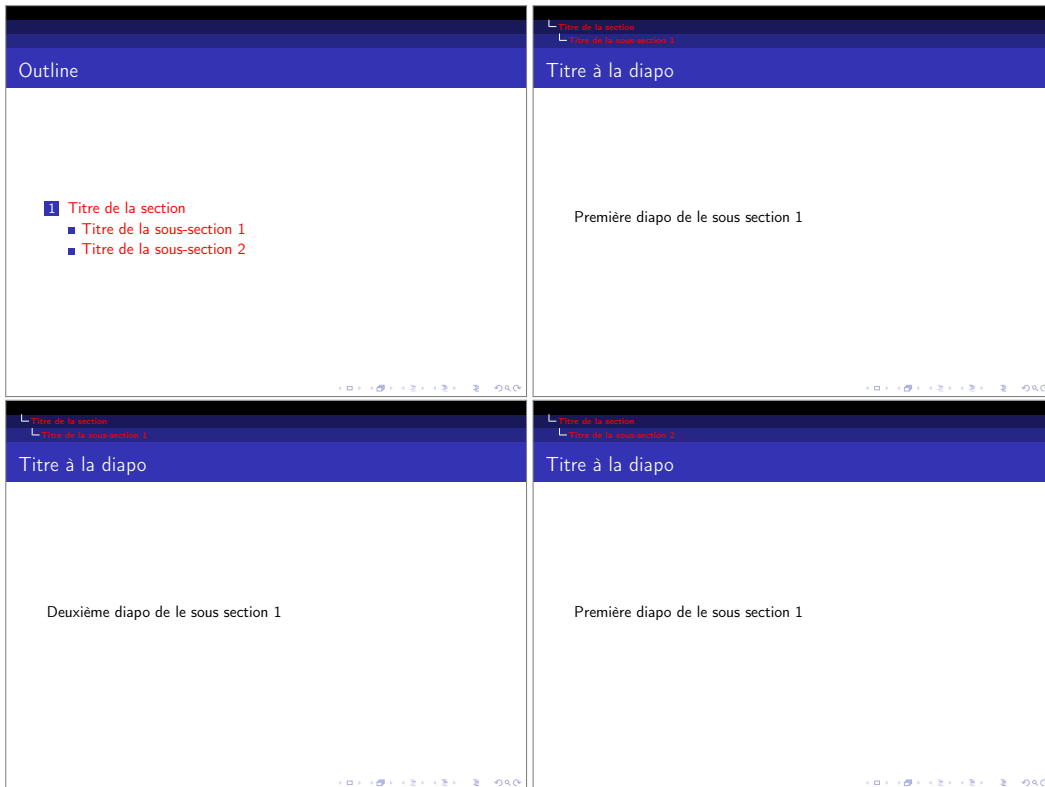 Outline
1 Titre de la section
Titre de la sous-section 1
Titre de la sous-section 2
Titre de la section
Titre de la sous-section 1
Titre à la diapo
Première diapo de le sous section 1
Titre de la section
Titre de la sous-section 1
Titre à la diapo
Deuxième diapo de le sous section 1
Titre de la section
Titre de la sous-section 2
Titre à la diapo
Première diapo de le sous section 1